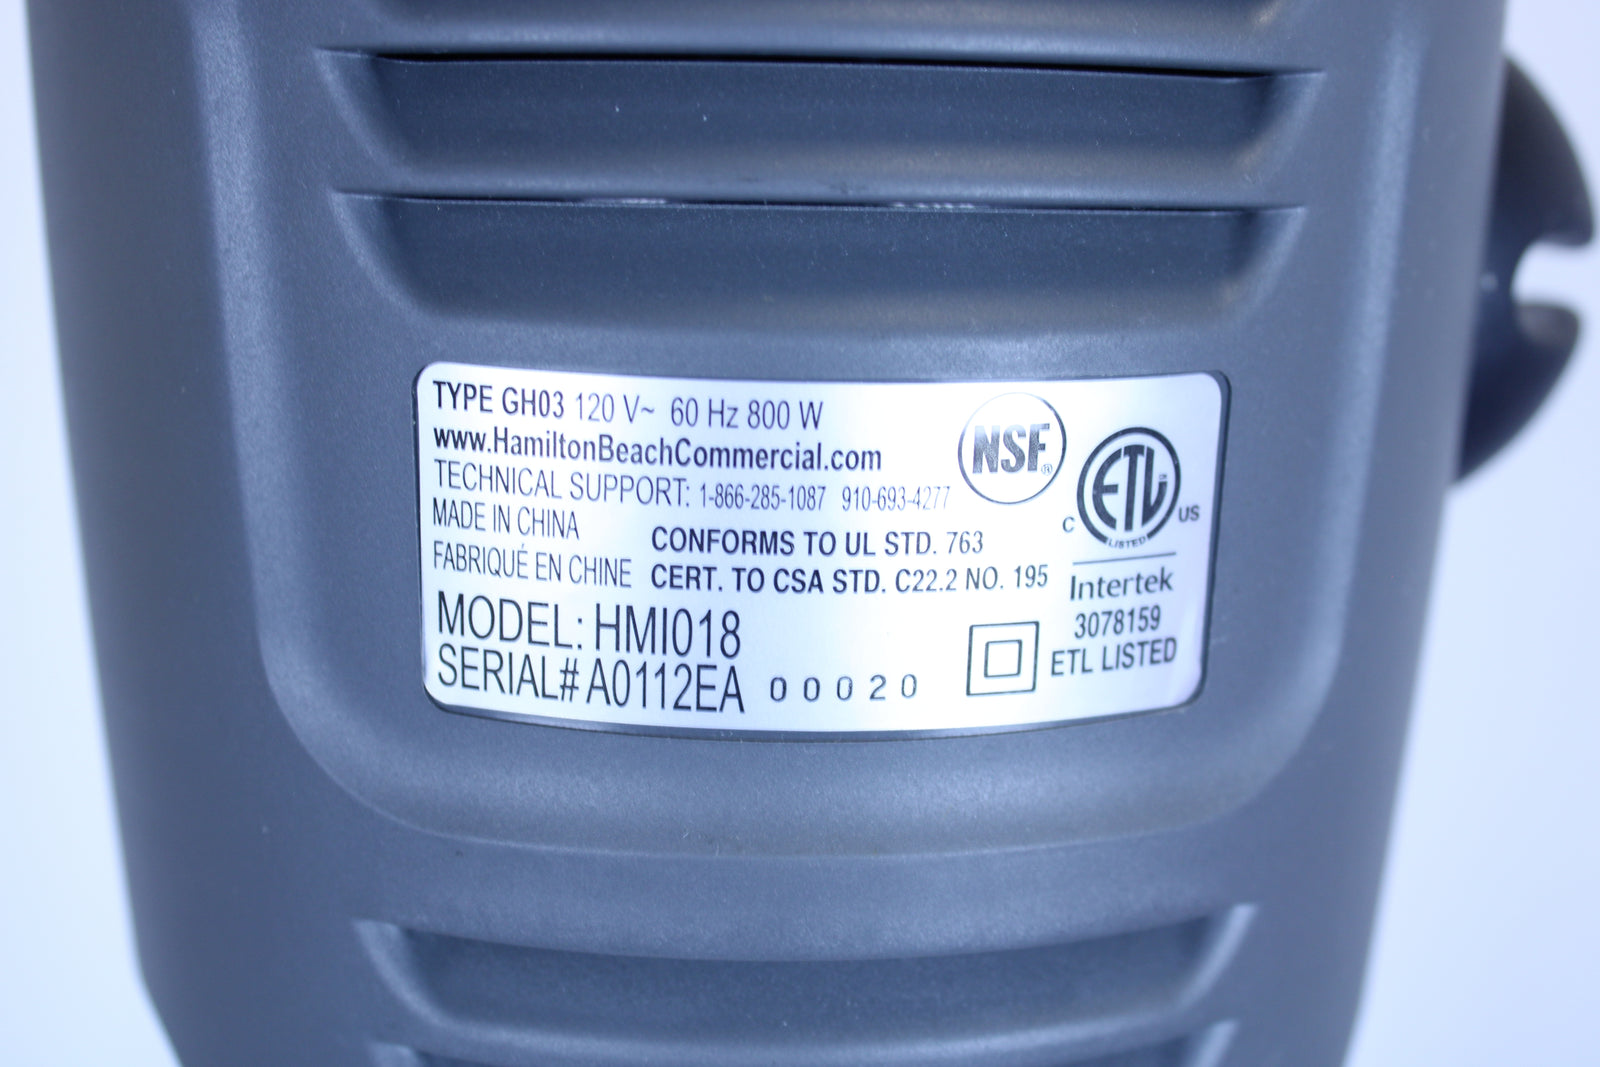 TYPE GH03 120 V~ 60 Hz 800 W
www.HamiltonBeachCommercial.com
TECHNICAL SUPPORT: 1-866-285-1087 910-693-4277
MADE IN CHINA
FABRIQUÉ EN CHINE
CONFORMS TO UL STD. 763
CERT. TO CSA STD. C22.2 NO. 195
MODEL: HMI018
SERIAL# A0112EA 00020
NSF®
C ETL US
LISTED
Intertek
3078159
ETL LISTED